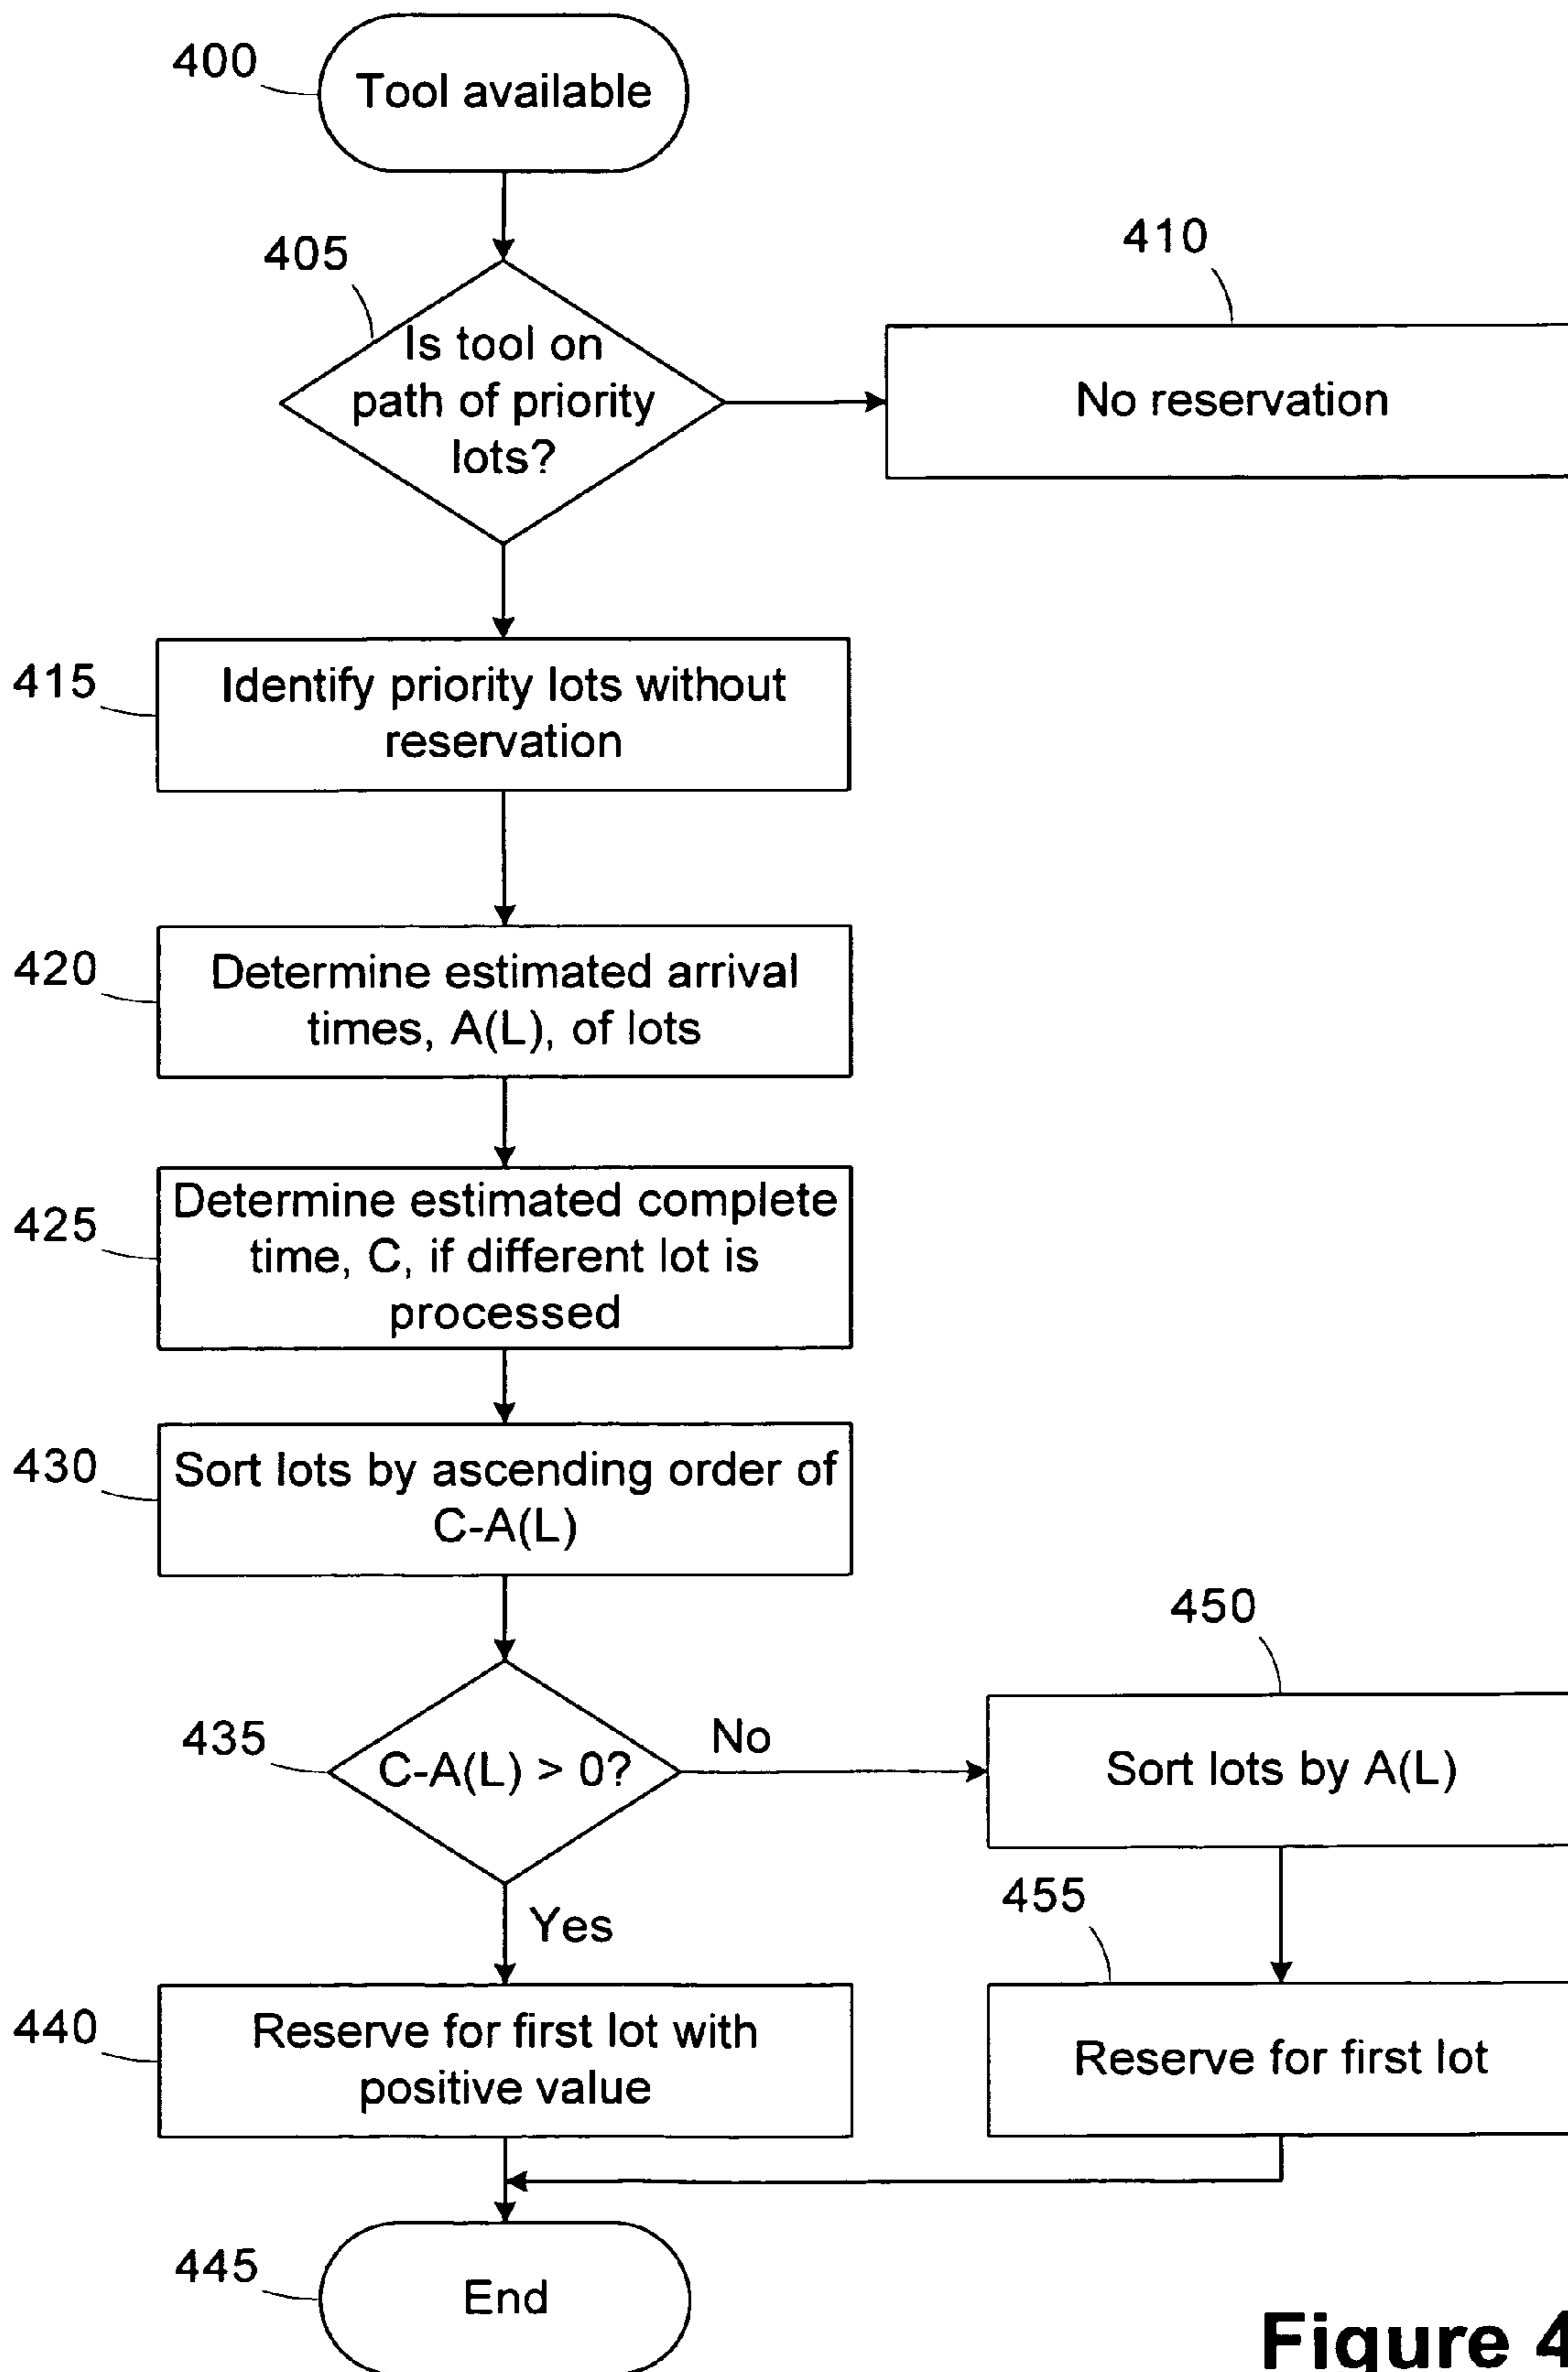 400
Tool available
405
Is tool on
path of priority
lots?
410
No reservation
415
Identify priority lots without
reservation
420
Determine estimated arrival
times, A(L), of lots
425
Determine estimated complete
time, C, if different lot is
processed
430
Sort lots by ascending order of
C-A(L)
435
C-A(L) > 0?
No
450
Sort lots by A(L)
Yes
455
440
Reserve for first lot with
positive value
Reserve for first lot
445
End
Figure 4